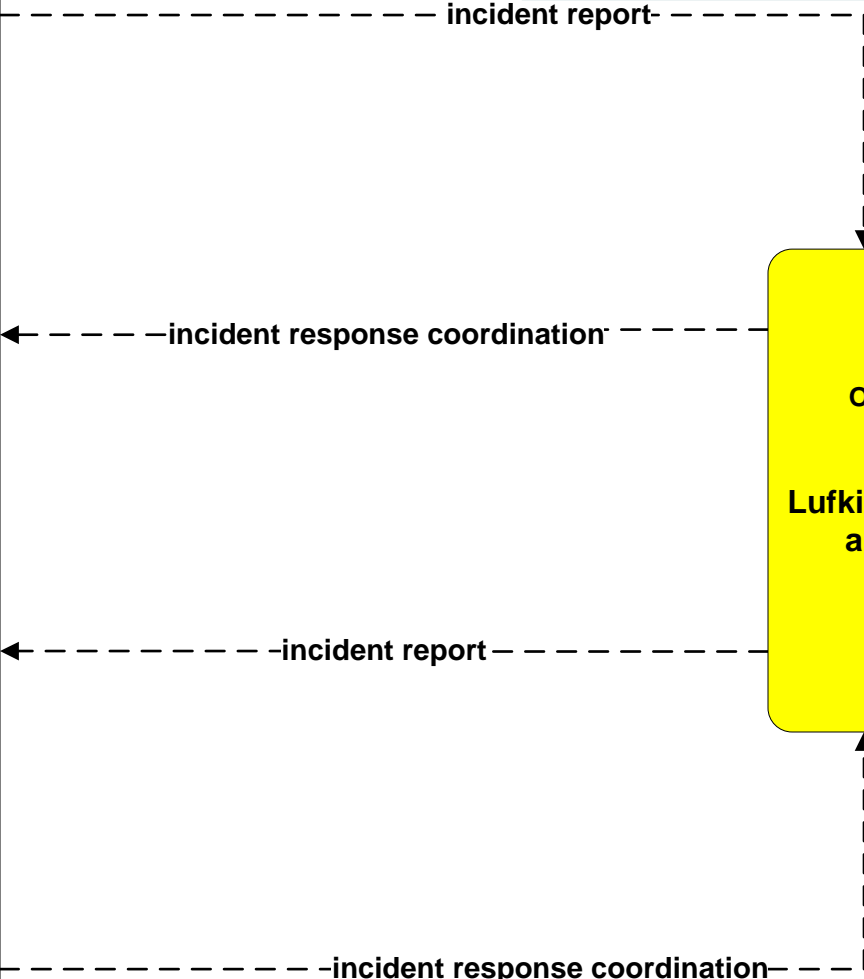 incident report
incident response coordination
Lufki
a
incident report
incident response coordination